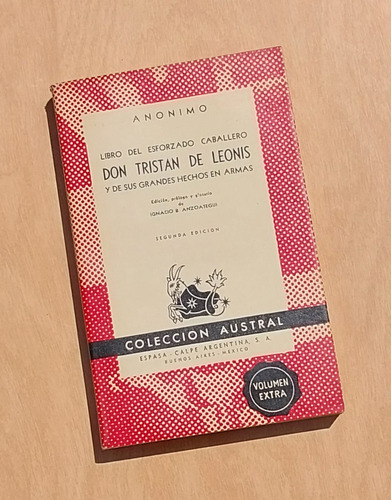 ANONIMO
LIBRO DEL ESFORZADO CABALLERO
DON TRISTAN DE LEONIS
Y DE SUS GRANDES HECHOS EN ARMAS
Edición, prólogo y glosario
de
IGNACIO B. ANZOATEGUI
SEGUNDA EDICION
COLECCIÓN AUSTRAL
ESPASA - CALPE ARGENTINA, S. A.
BUENOS AIRES - MEXICO
VOLUMEN
EXTRA